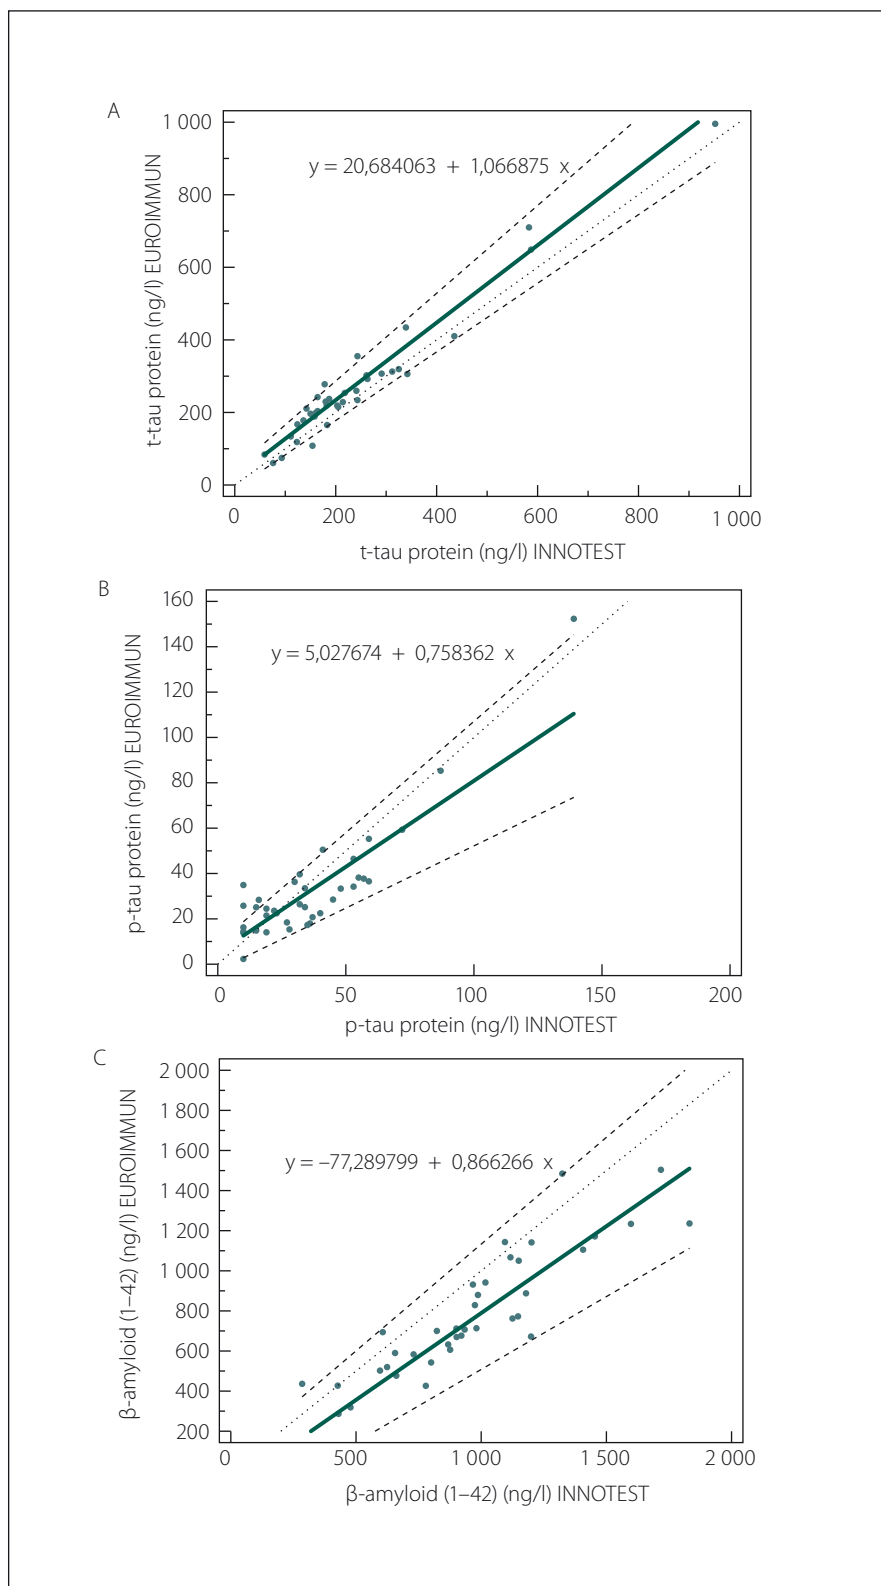 A
1 000
800
600
400
200
0
t-tau protein (ng/l) EUROIMMUN
y = 20,684063 + 1,066875 x
0 200 400 600 800 1 000
t-tau protein (ng/l) INNOTEST
B
160
140
120
100
80
60
40
20
0
p-tau protein (ng/l) EUROIMMUN
y = 5,027674 + 0,758362 x
0 50 100 150 200
p-tau protein (ng/l) INNOTEST
C
2 000
1 800
1 600
1 400
1 200
1 000
800
600
400
200
β-amyloid (1–42) (ng/l) EUROIMMUN
y = –77,289799 + 0,866266 x
0 500 1 000 1 500 2 000
β-amyloid (1–42) (ng/l) INNOTEST